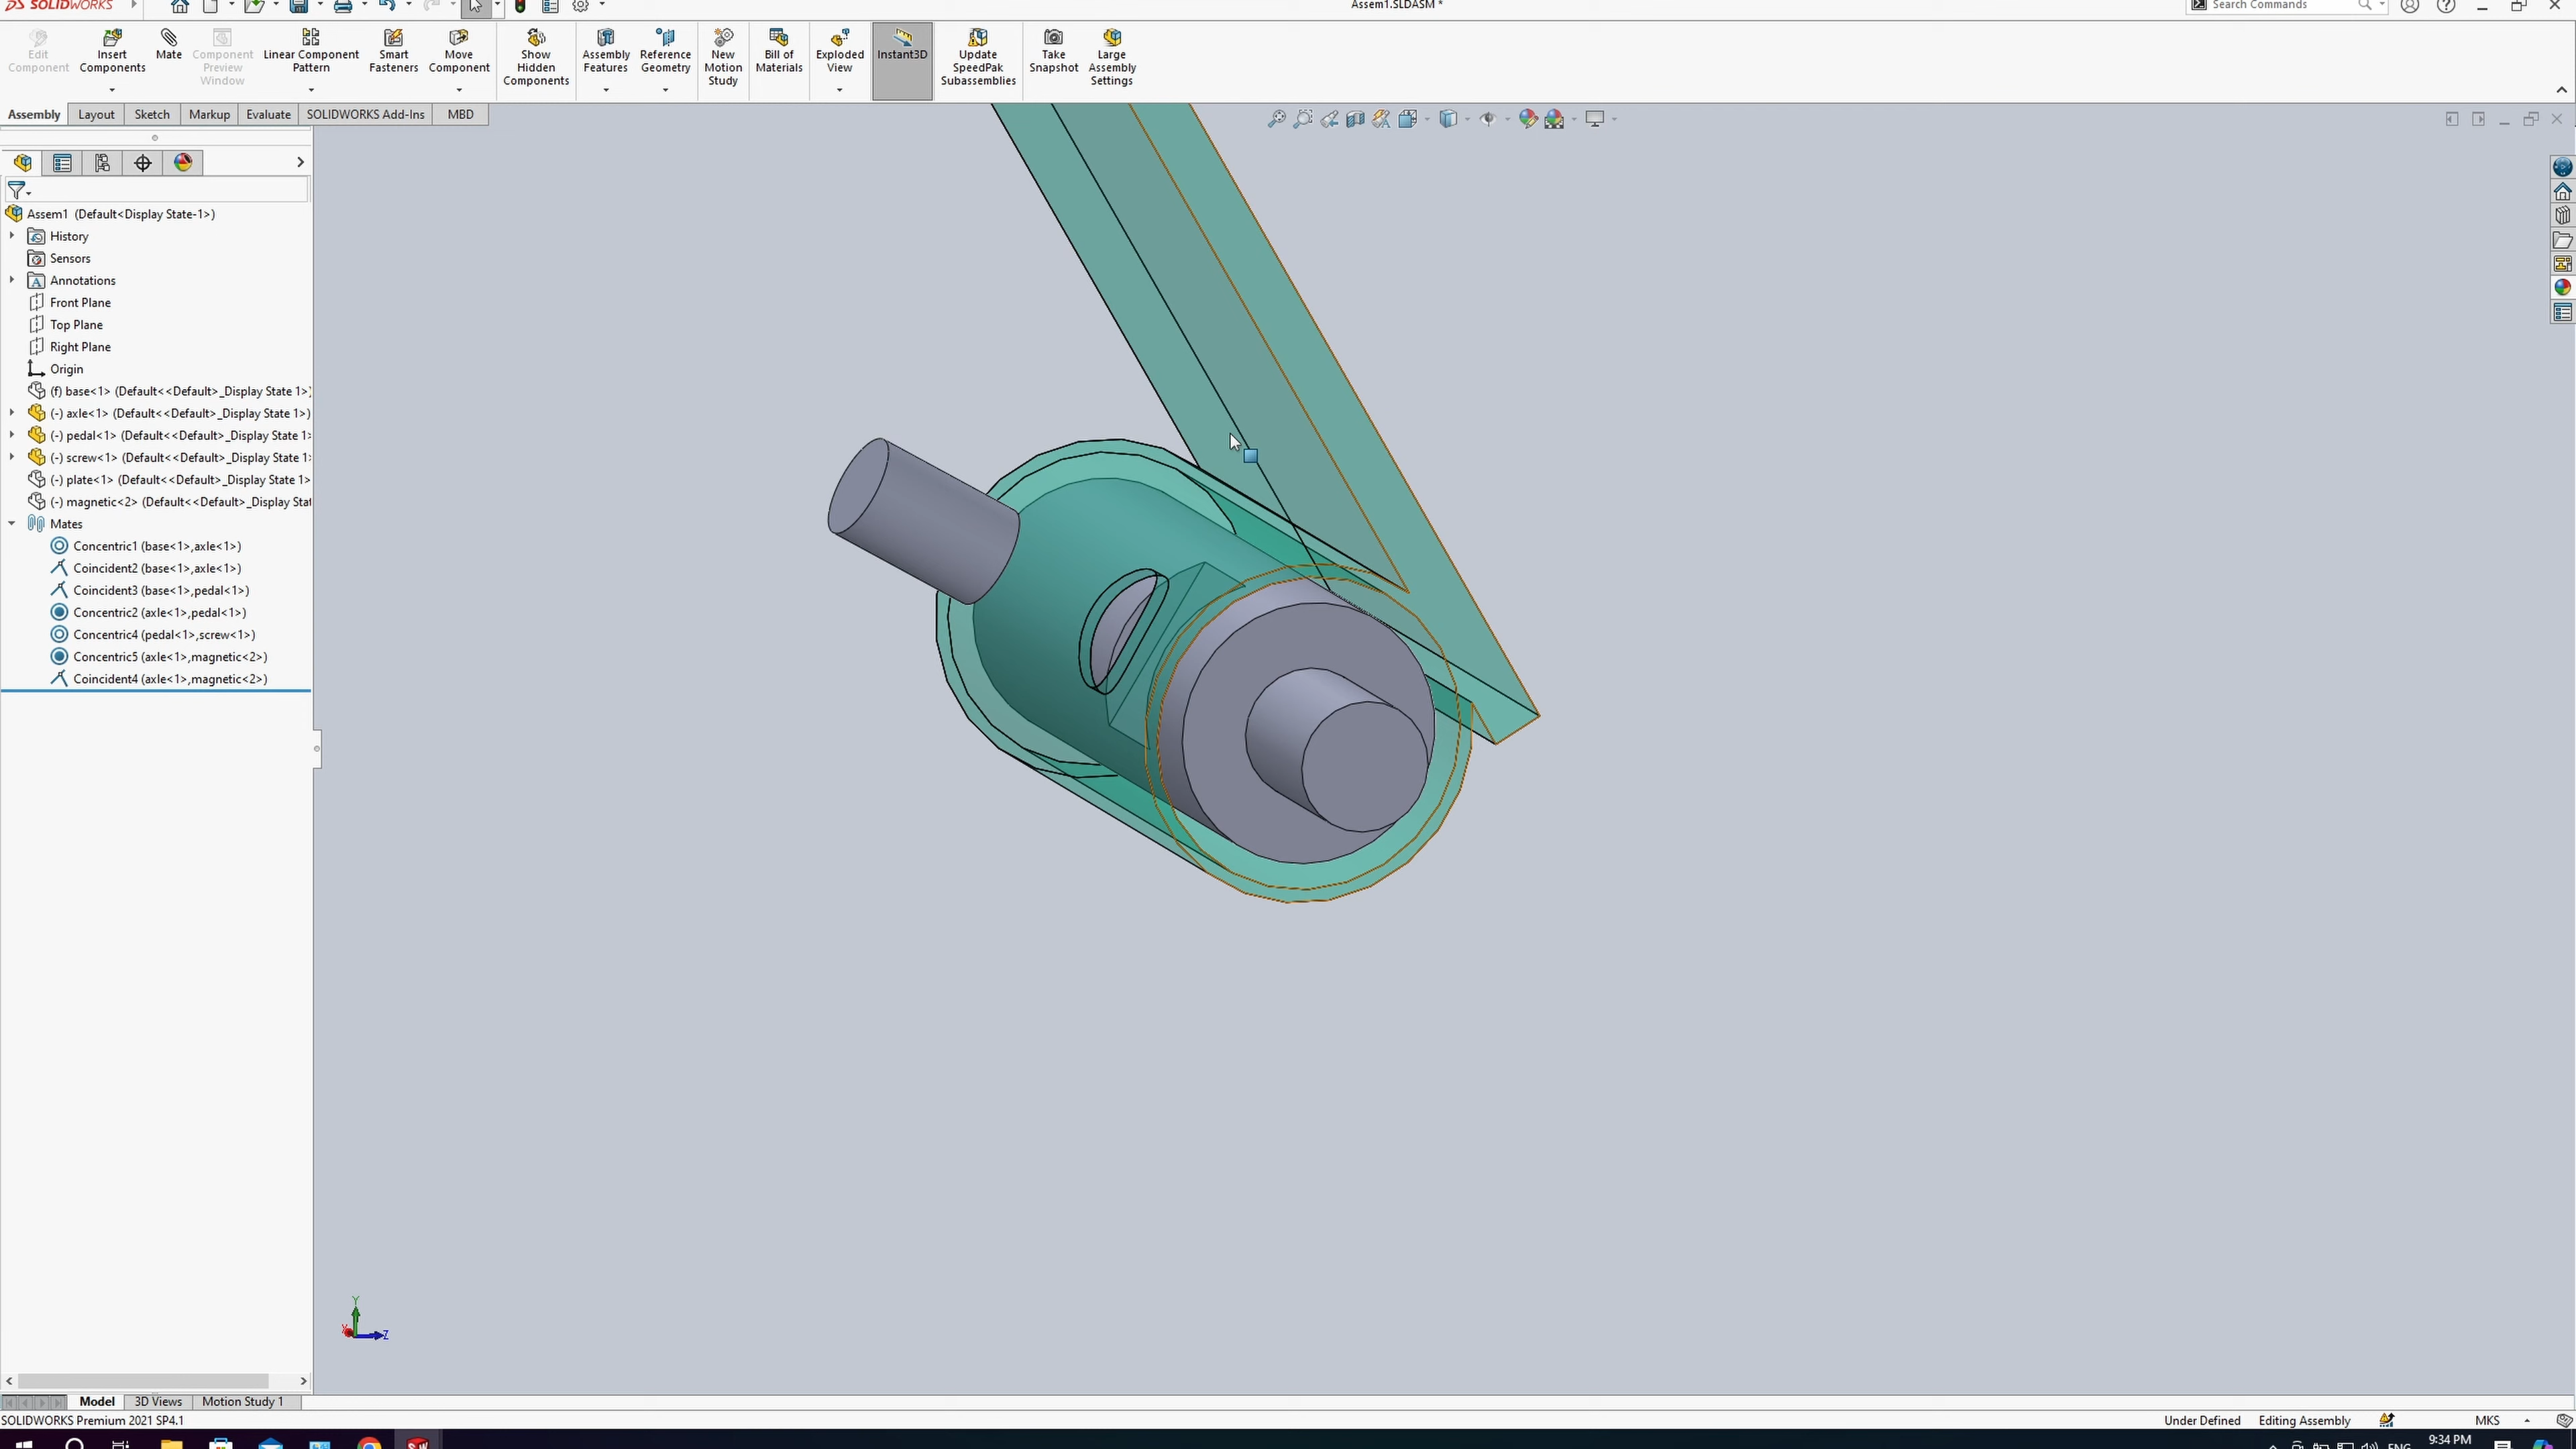 SOLIDWORKS
Assem1.SLDASM *
Search Commands
Edit Component
Insert Components
Mate
Component Preview Window
Linear Component Pattern
Smart Fasteners
Move Component
Show Hidden Components
Assembly Features
Reference Geometry
New Motion Study
Bill of Materials
Exploded View
Instant3D
Update SpeedPak Subassemblies
Take Snapshot
Large Assembly Settings
Assembly
Layout
Sketch
Markup
Evaluate
SOLIDWORKS Add-Ins
MBD
Assem1 (Default<Display State-1>)
History
Sensors
Annotations
Front Plane
Top Plane
Right Plane
Origin
(f) base<1> (Default<<Default>_Display State 1>)
(-) axle<1> (Default<<Default>_Display State 1>)
(-) pedal<1> (Default<<Default>_Display State 1>
(-) screw<1> (Default<<Default>_Display State 1>
(-) plate<1> (Default<<Default>_Display State 1>
(-) magnetic<2> (Default<<Default>_Display Stat
Mates
Concentric1 (base<1>,axle<1>)
Coincident2 (base<1>,axle<1>)
Coincident3 (base<1>,pedal<1>)
Concentric2 (axle<1>,pedal<1>)
Concentric4 (pedal<1>,screw<1>)
Concentric5 (axle<1>,magnetic<2>)
Coincident4 (axle<1>,magnetic<2>)
Y
Z
Model
3D Views
Motion Study 1
SOLIDWORKS Premium 2021 SP4.1
Under Defined
Editing Assembly
MKS
ENG
9:34 PM